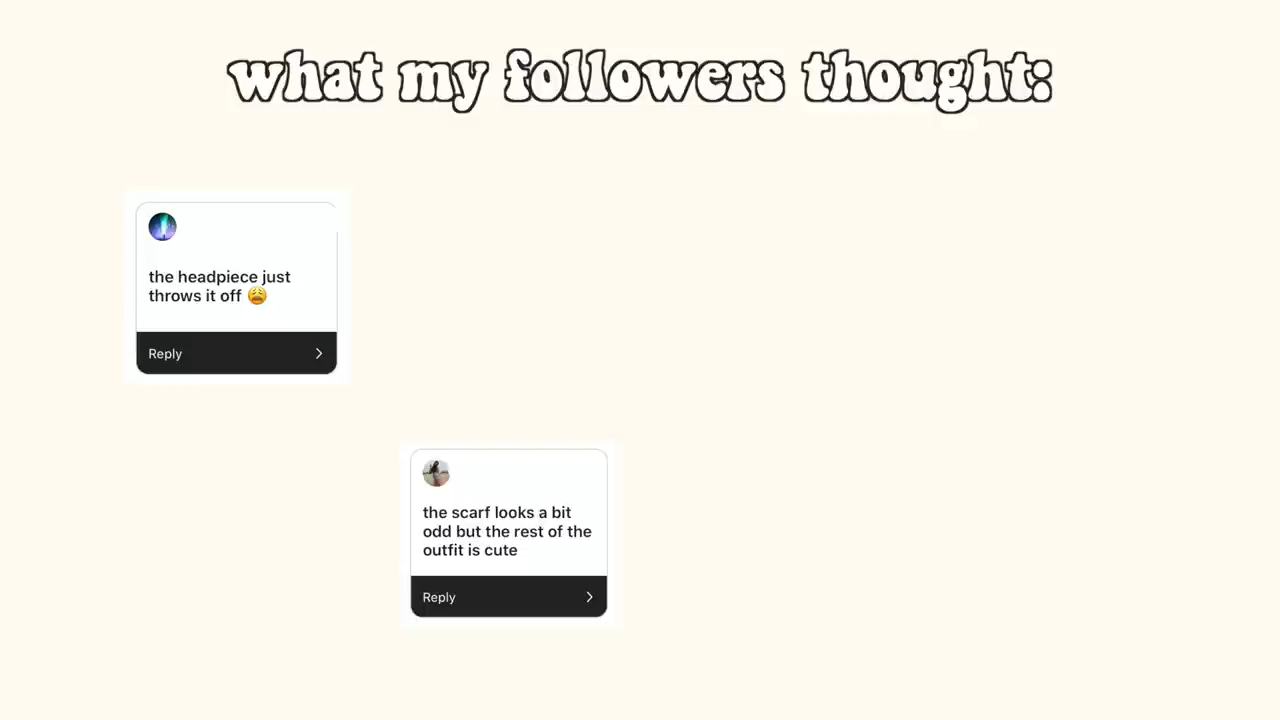 what my followers thought:
the headpiece just
throws it off 😩
Reply
the scarf looks a bit
odd but the rest of the
outfit is cute
Reply